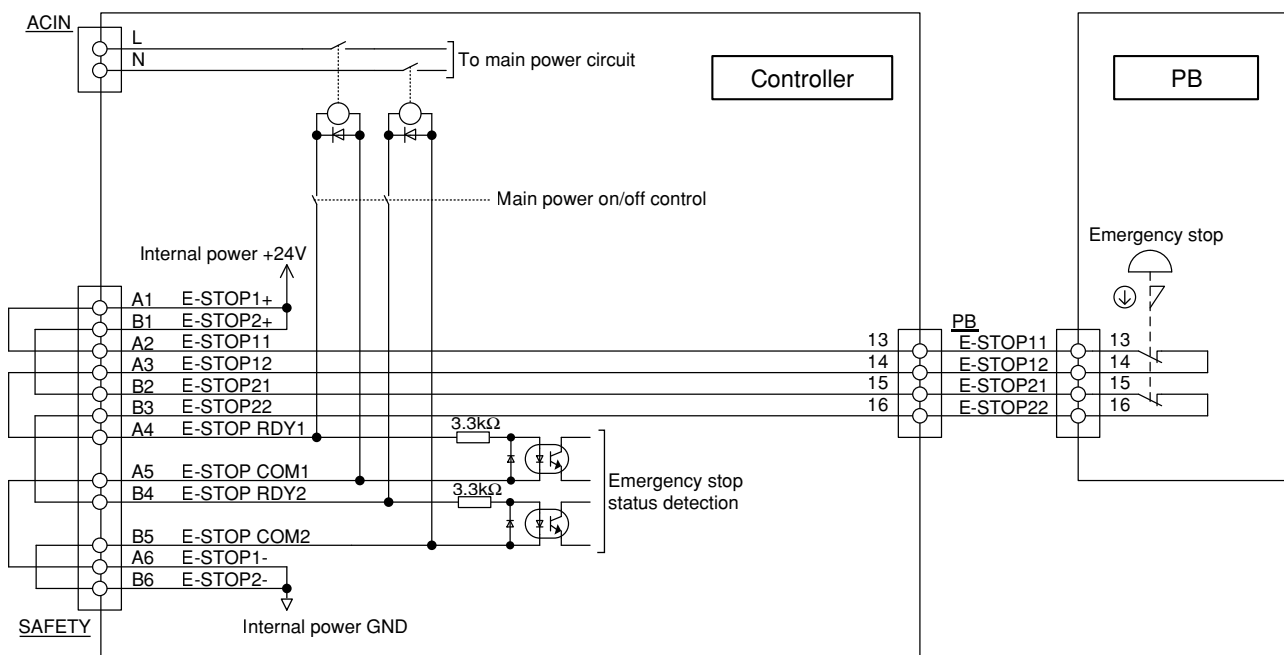 ACIN
L
N
To main power circuit
Controller
PB
Main power on/off control
Internal power +24V
Emergency stop
A1 E-STOP1+
B1 E-STOP2+
A2 E-STOP11
A3 E-STOP12
B2 E-STOP21
B3 E-STOP22
A4 E-STOP RDY1
A5 E-STOP COM1
B4 E-STOP RDY2
B5 E-STOP COM2
A6 E-STOP1-
B6 E-STOP2-
PB
13 E-STOP11 13
14 E-STOP12 14
15 E-STOP21 15
16 E-STOP22 16
3.3kΩ
3.3kΩ
Emergency stop
status detection
SAFETY
Internal power GND